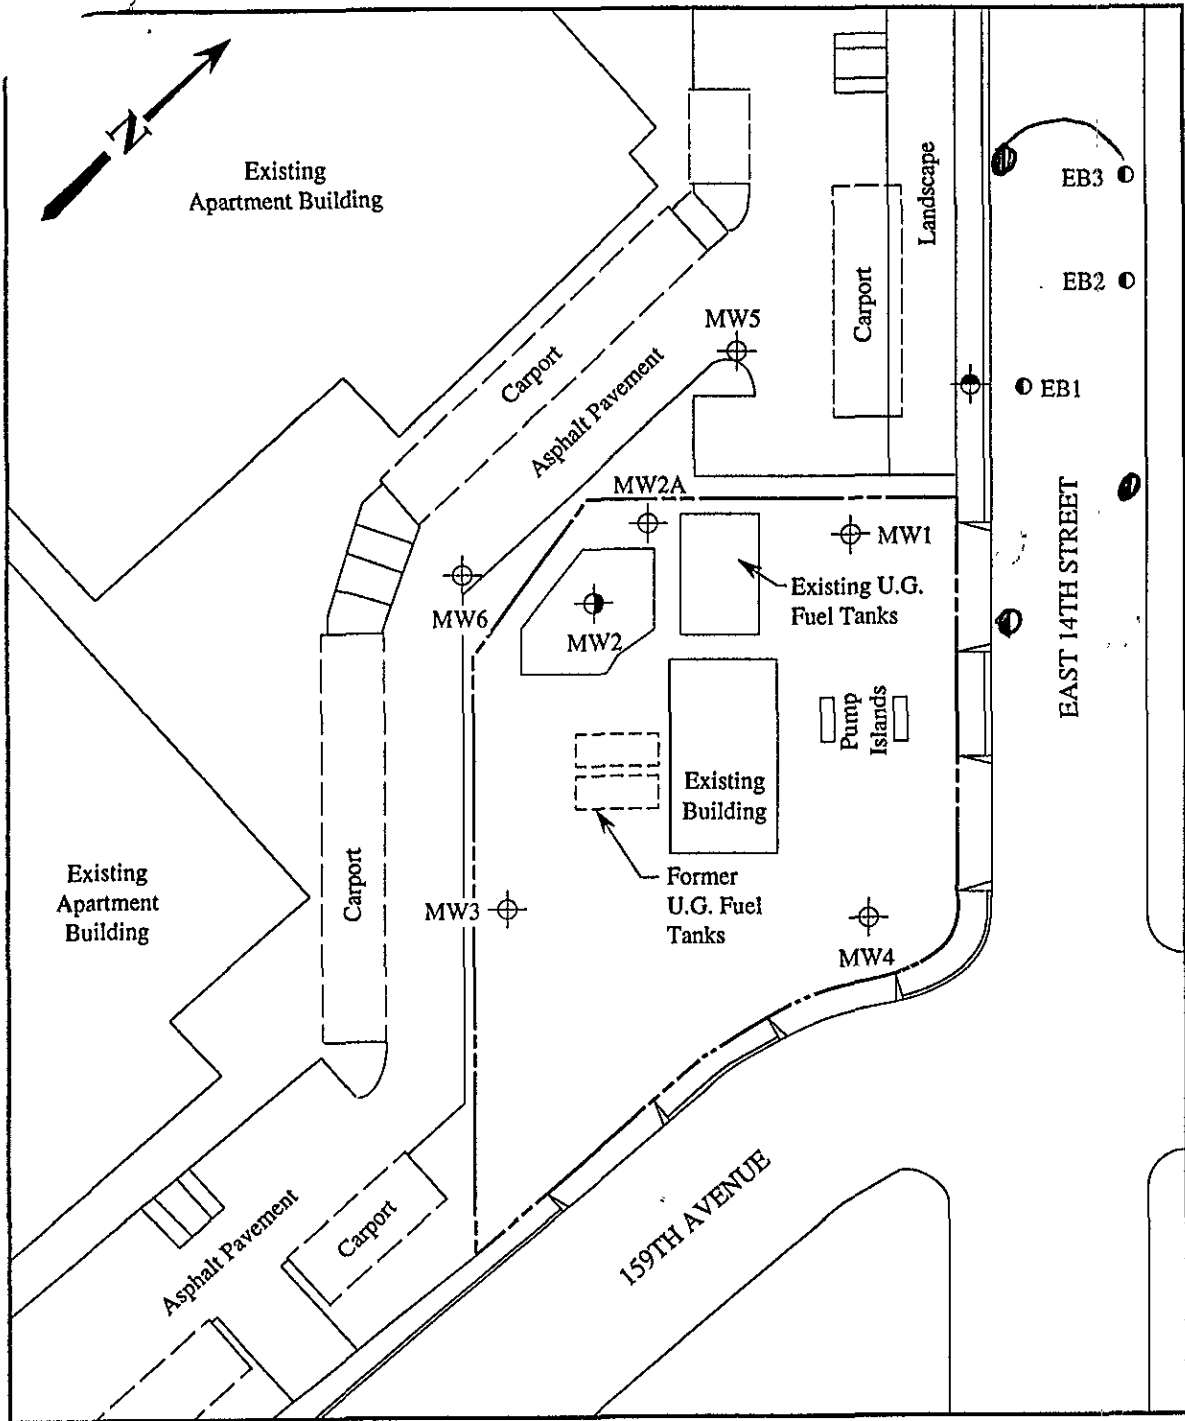 N
Existing
Apartment Building
Landscape
EB3
EB2
Carport
MW5
EB1
Carport
Asphalt Pavement
MW2A
MW1
EAST 14TH STREET
Existing U.G.
Fuel Tanks
MW6
MW2
Pump
Islands
Existing
Building
Existing
Apartment
Building
Carport
Former
U.G. Fuel
Tanks
MW3
MW4
159TH AVENUE
Asphalt Pavement
Carport